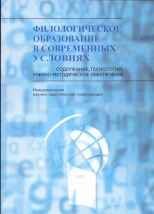 ФИЛОЛОГИЧЕСКОЕ
ОБРАЗОВАНИЕ
В СОВРЕМЕННЫХ
УСЛОВИЯХ
СОДЕРЖАНИЕ, ТЕХНОЛОГИИ,
УЧЕБНО-МЕТОДИЧЕСКОЕ ОБЕСПЕЧЕНИЕ
Международная
научно-практическая конференция